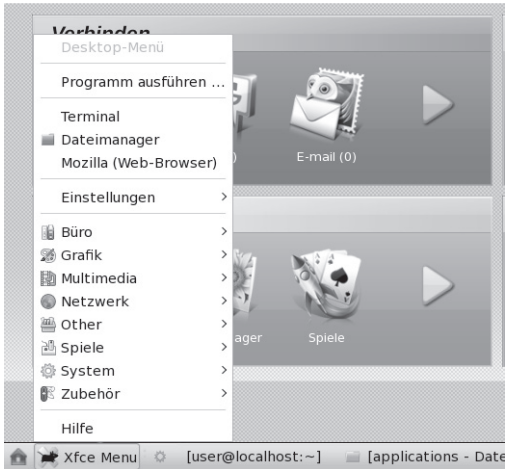 Verbinden
Desktop-Menü
Programm ausführen ...
Terminal
Dateimanager
Mozilla (Web-Browser)
E-mail (0)
Einstellungen
Büro
Grafik
Multimedia
Netzwerk
Other
Spiele
System
Zubehör
Hilfe
ager
Spiele
Xfce Menu
[user@localhost:~]
[applications - Date